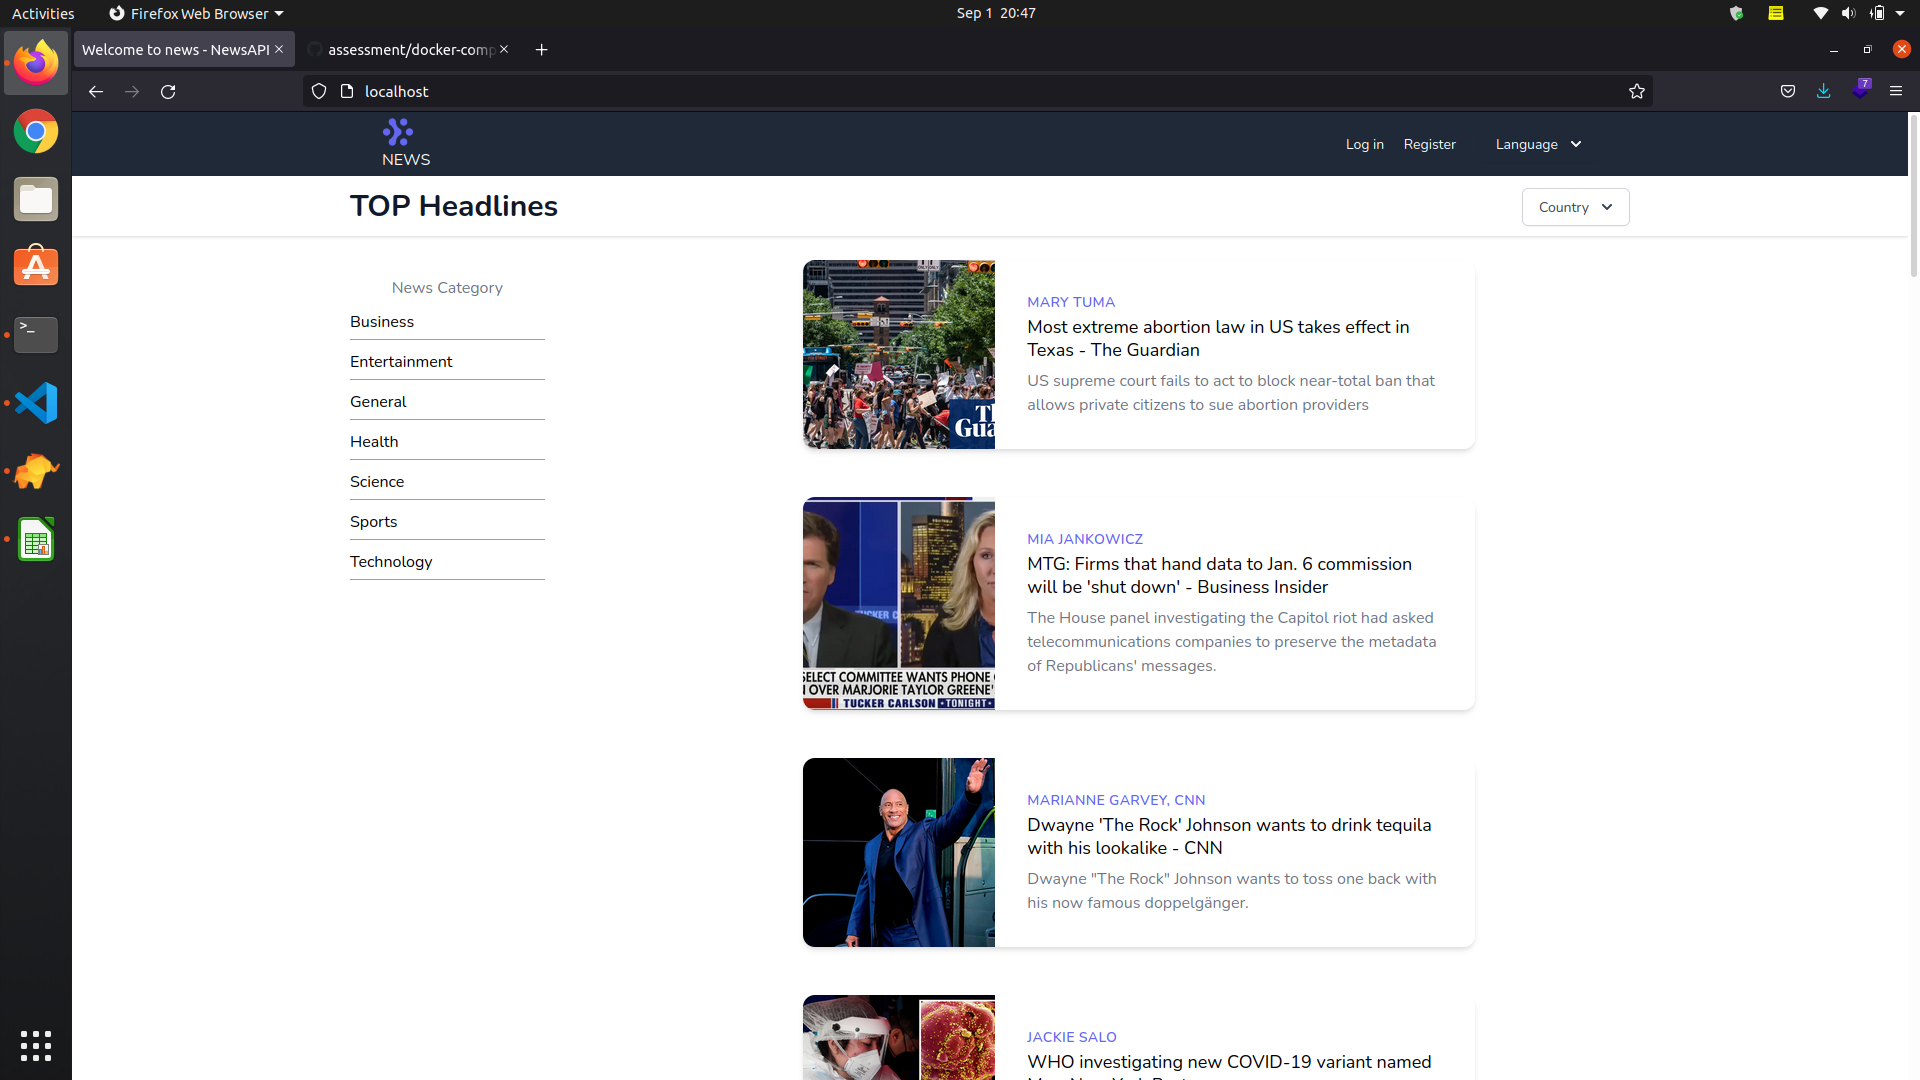 Activities
Firefox Web Browser
Sep 1 20:47
Welcome to news - NewsAPI
assessment/docker-comp
localhost
7
NEWS
Log in
Register
Language
TOP Headlines
Country
News Category
Business
Entertainment
General
Health
Science
Sports
Technology
MARY TUMA
Most extreme abortion law in US takes effect in
Texas - The Guardian
US supreme court fails to act to block near-total ban that
allows private citizens to sue abortion providers
MIA JANKOWICZ
MTG: Firms that hand data to Jan. 6 commission
will be 'shut down' - Business Insider
The House panel investigating the Capitol riot had asked
telecommunications companies to preserve the metadata
of Republicans' messages.
SELECT COMMITTEE WANTS PHONE
OVER MARJORIE TAYLOR GREENE'
TUCKER CARLSON TONIGHT
MARIANNE GARVEY, CNN
Dwayne 'The Rock' Johnson wants to drink tequila
with his lookalike - CNN
Dwayne "The Rock" Johnson wants to toss one back with
his now famous doppelgänger.
JACKIE SALO
WHO investigating new COVID-19 variant named